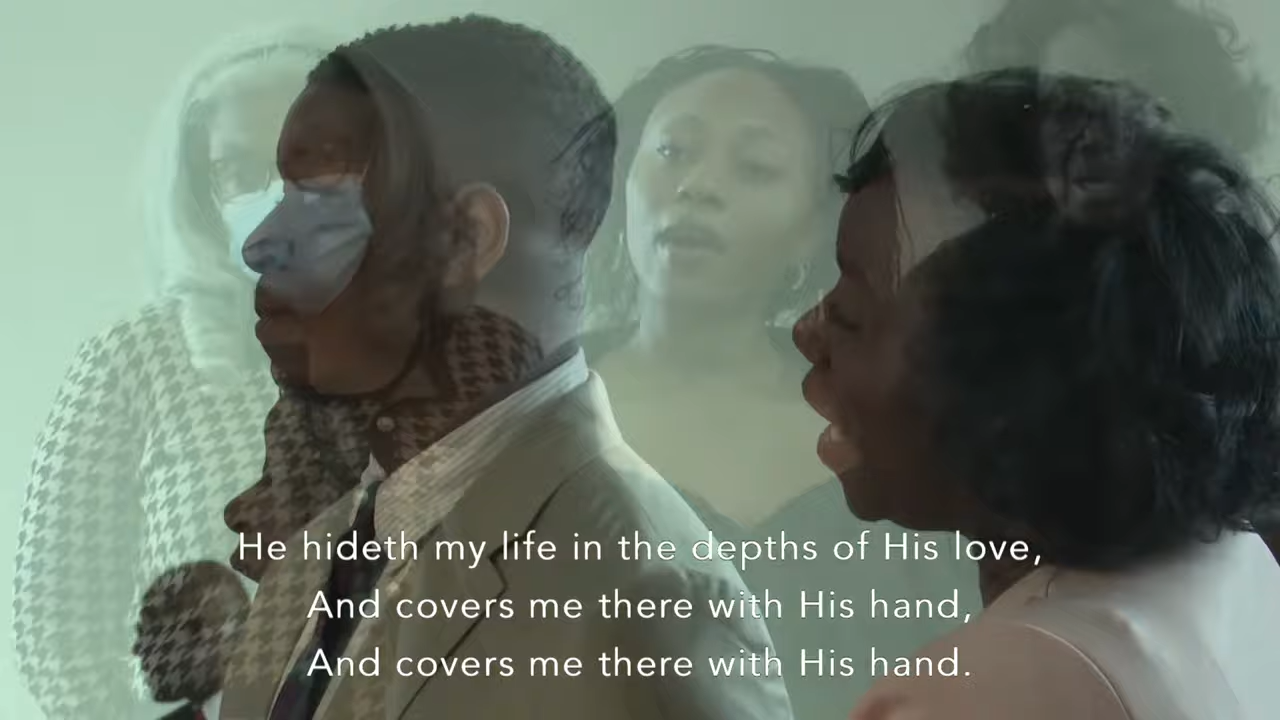 He hideth my life in the depths of His love,
And covers me there with His hand,
And covers me there with His hand.